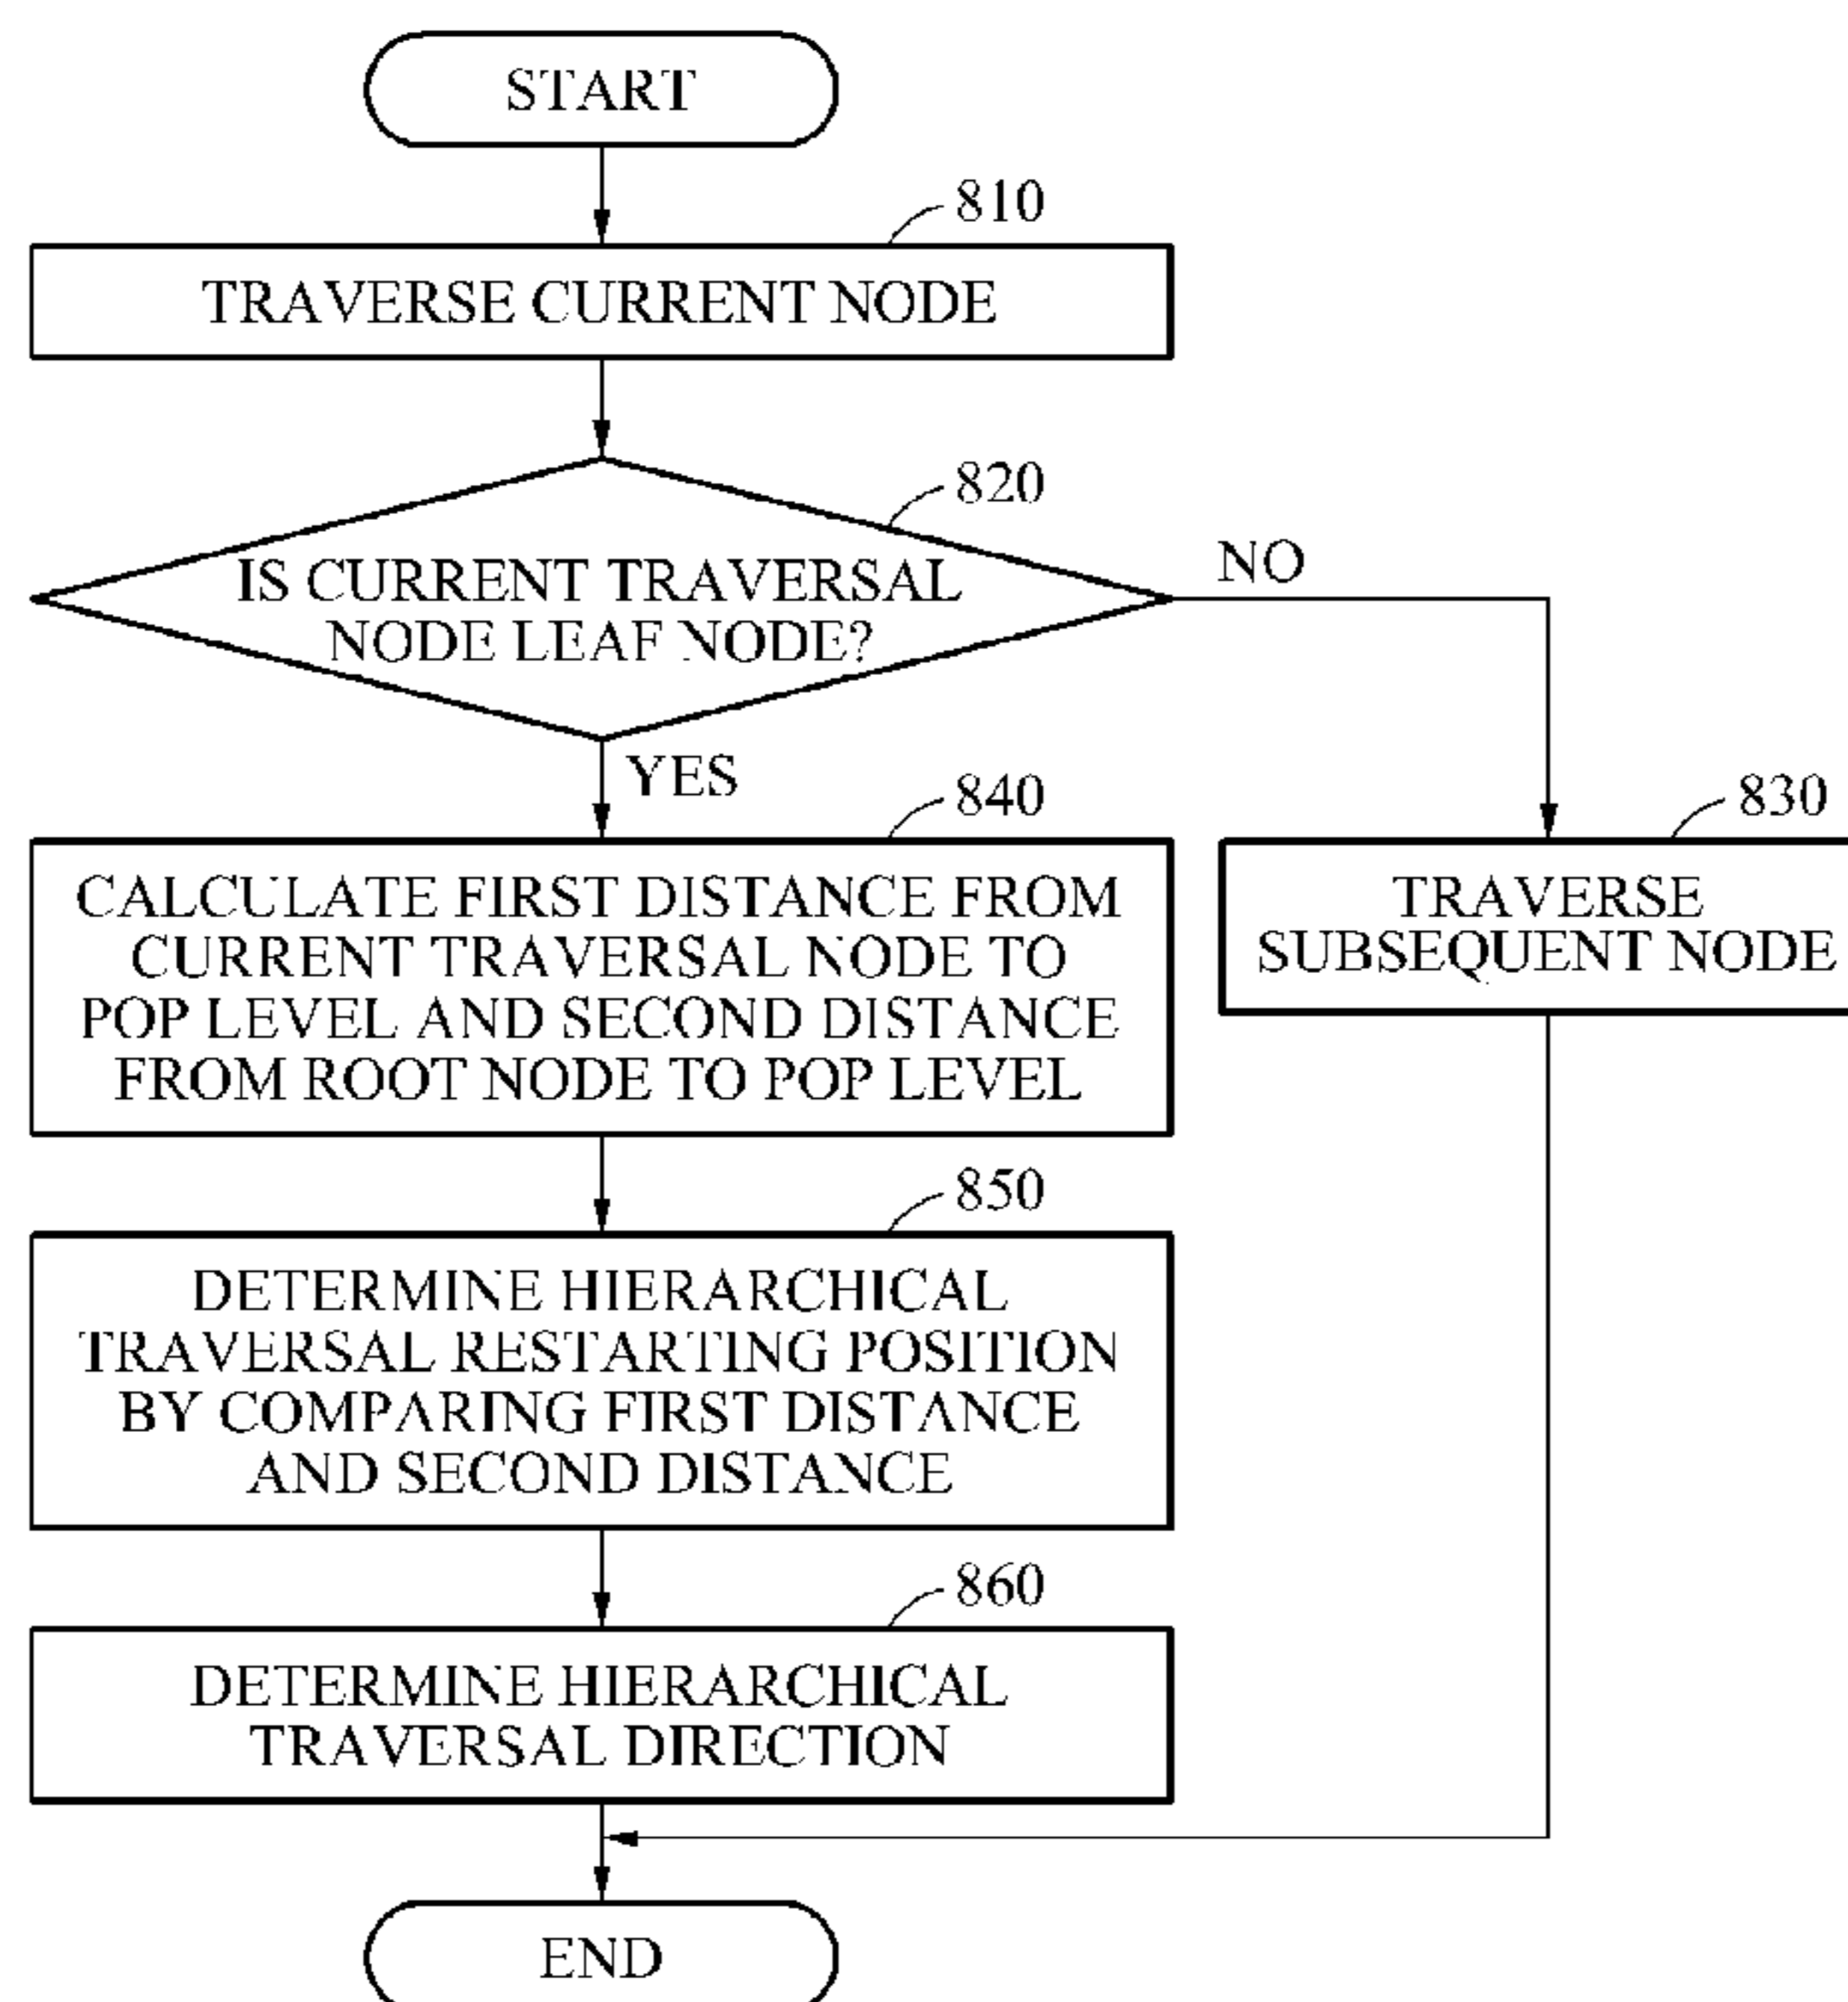 START
810
TRAVERSE CURRENT NODE
820
IS CURRENT TRAVERSAL
NODE LEAF NODE?
NO
YES
840
CALCULATE FIRST DISTANCE FROM
CURRENT TRAVERSAL NODE TO
POP LEVEL AND SECOND DISTANCE
FROM ROOT NODE TO POP LEVEL
830
TRAVERSE
SUBSEQUENT NODE
850
DETERMINE HIERARCHICAL
TRAVERSAL RESTARTING POSITION
BY COMPARING FIRST DISTANCE
AND SECOND DISTANCE
860
DETERMINE HIERARCHICAL
TRAVERSAL DIRECTION
END